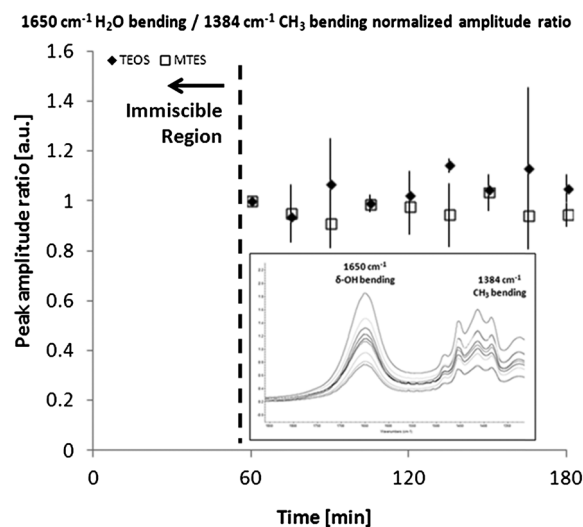 1650 cm-1 H2O bending / 1384 cm-1 CH3 bending normalized amplitude ratio
1.6
1.4
1.2
1
0.8
0.6
0.4
0.2
0
Peak amplitude ratio [a.u.]
TEOS
MTES
Immiscible
Region
1650 cm-1
δ-OH bending
1384 cm-1
CH3 bending
0
60
120
180
Time [min]